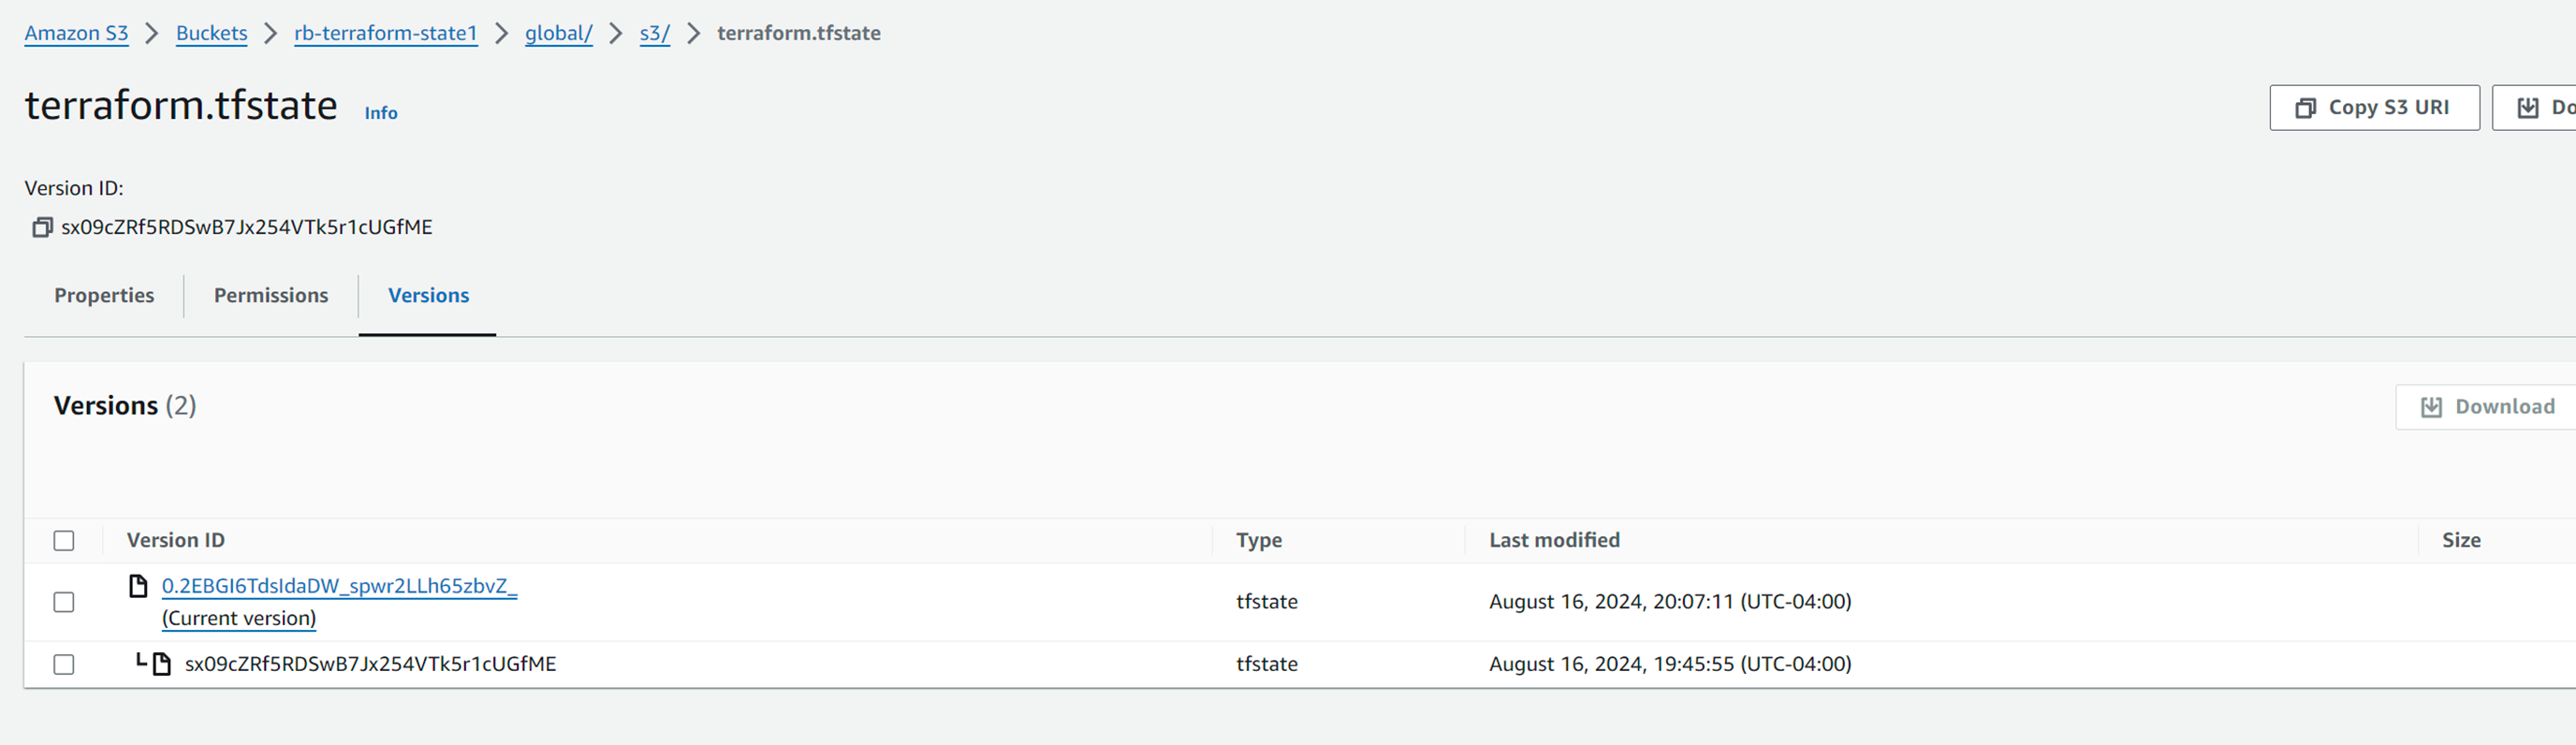 Amazon S3 > Buckets > rb-terraform-state1 > global/ > s3/ > terraform.tfstate
terraform.tfstate Info
Copy S3 URI
Do
Version ID:
sx09cZRf5RDSwB7Jx254VTk5r1cUGfME
Properties Permissions Versions
Versions (2)
Download
Version ID Type Last modified Size
0.2EBGI6TdsIdaDW_spwr2LLh65zbvZ_
(Current version)
tfstate August 16, 2024, 20:07:11 (UTC-04:00)
sx09cZRf5RDSwB7Jx254VTk5r1cUGfME tfstate August 16, 2024, 19:45:55 (UTC-04:00)